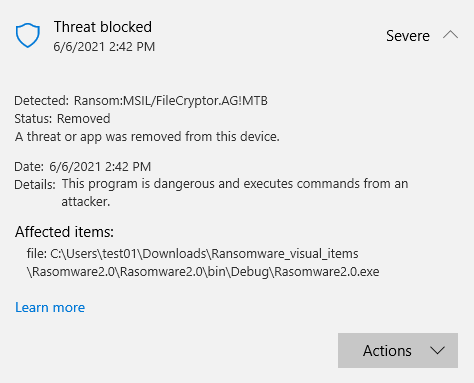 Threat blocked
6/6/2021 2:42 PM
Severe
Detected: Ransom:MSIL/FileCryptor.AG!MTB
Status: Removed
A threat or app was removed from this device.
Date: 6/6/2021 2:42 PM
Details: This program is dangerous and executes commands from an
attacker.
Affected items:
file: C:\Users\test01\Downloads\Ransomware_visual_items
\Rasomware2.0\Rasomware2.0\bin\Debug\Rasomware2.0.exe
Learn more
Actions